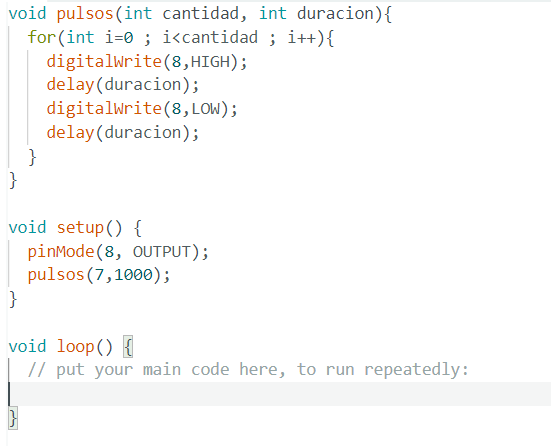 void pulsos(int cantidad, int duracion){
  for(int i=0 ; i<cantidad ; i++){
    digitalWrite(8,HIGH);
    delay(duracion);
    digitalWrite(8,LOW);
    delay(duracion);
  }
}

void setup() {
  pinMode(8, OUTPUT);
  pulsos(7,1000);
}

void loop() {
  // put your main code here, to run repeatedly:

}